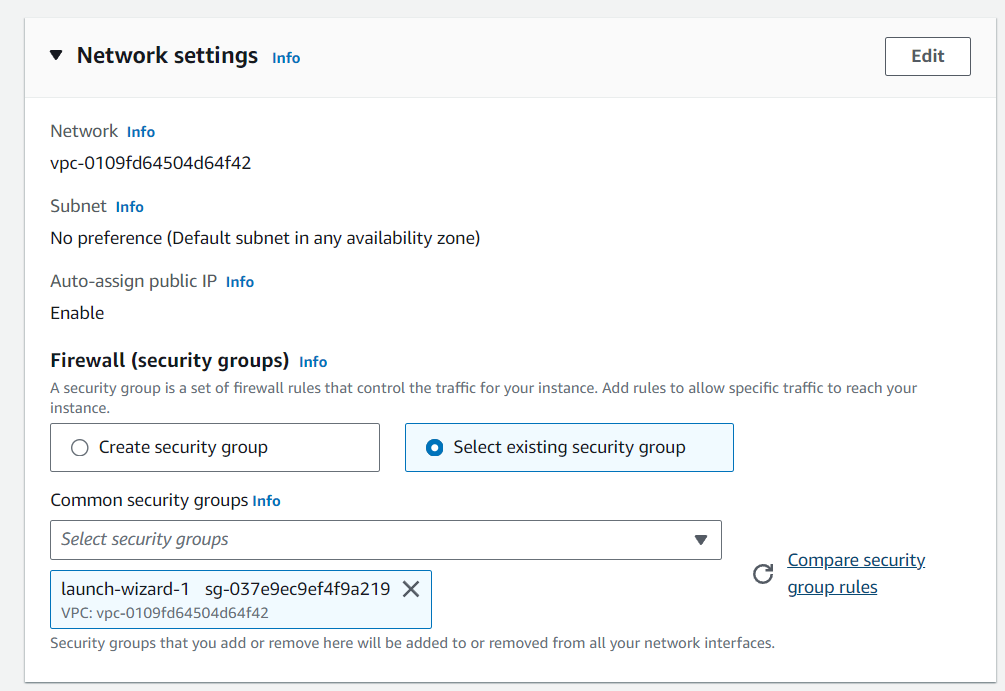 Network settings Info
Edit
Network Info
vpc-0109fd64504d64f42
Subnet Info
No preference (Default subnet in any availability zone)
Auto-assign public IP Info
Enable
Firewall (security groups) Info
A security group is a set of firewall rules that control the traffic for your instance. Add rules to allow specific traffic to reach your
instance.
Create security group
Select existing security group
Common security groups Info
Select security groups
Compare security
group rules
launch-wizard-1 sg-037e9ec9ef4f9a219
VPC: vpc-0109fd64504d64f42
Security groups that you add or remove here will be added to or removed from all your network interfaces.